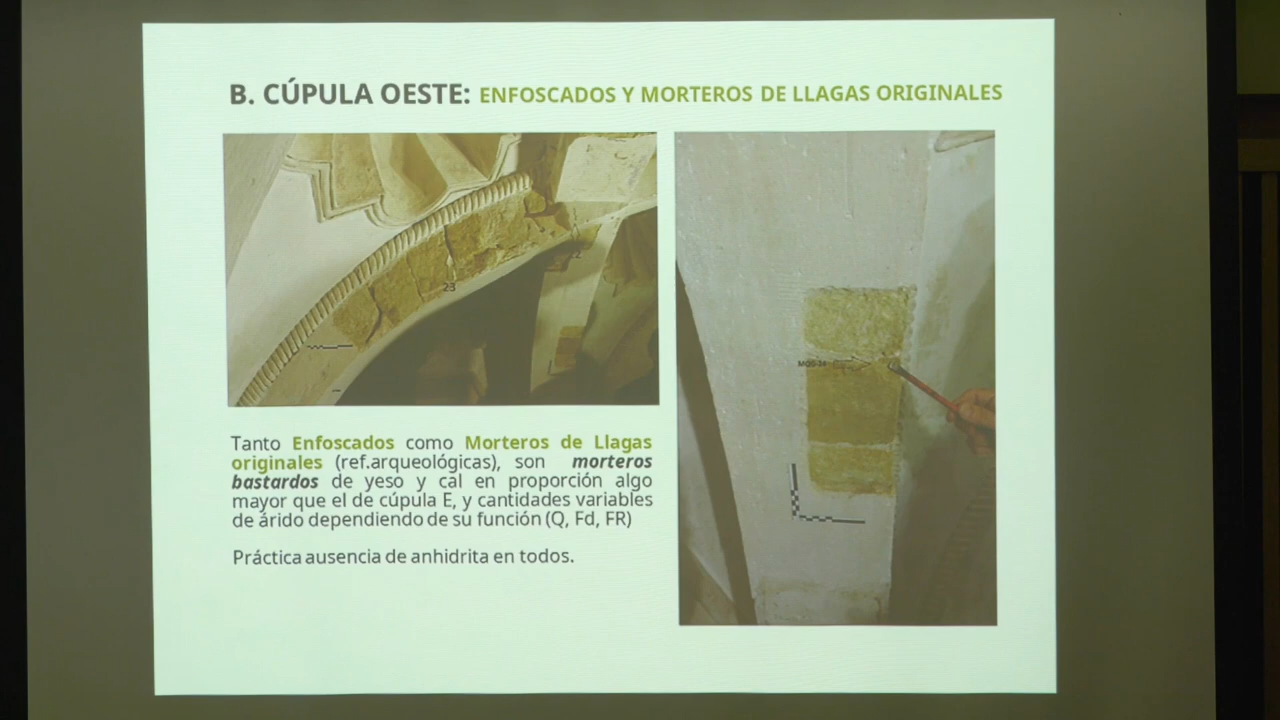 B. CÚPULA OESTE: ENFOSCADOS Y MORTEROS DE LLAGAS ORIGINALES
23
12
Tanto Enfoscados como Morteros de Llagas
originales (ref.arqueológicas), son morteros
bastardos de yeso y cal en proporción algo
mayor que el de cúpula E, y cantidades variables
de árido dependiendo de su función (Q, Fd, FR)
Práctica ausencia de anhidrita en todos.